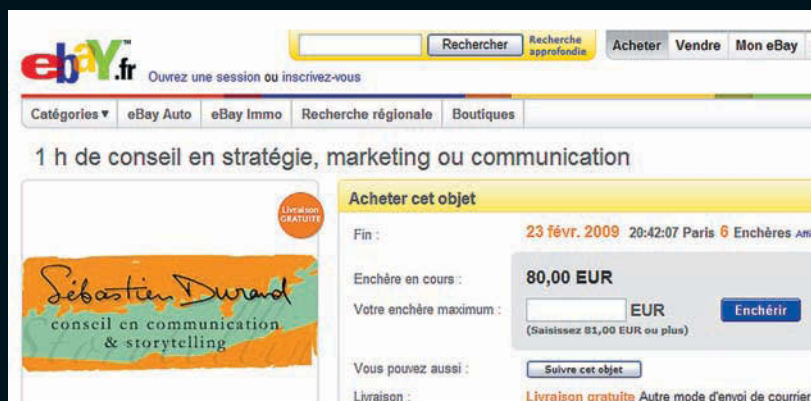 ebaY.fr™
Rechercher
Recherche approfondie
Acheter Vendre Mon eBay
Ouvrez une session ou inscrivez-vous
Catégories▼ eBay Auto eBay Immo Recherche régionale Boutiques
1 h de conseil en stratégie, marketing ou communication
Livraison
GRATUITE
Sébastien Durand
conseil en communication
& storytelling
Acheter cet objet
Fin : 23 févr. 2009 20:42:07 Paris 6 Enchères
Enchère en cours : 80,00 EUR
Votre enchère maximum : EUR Enchérir
(Saisissez 81,00 EUR ou plus)
Vous pouvez aussi : Suivre cet objet
Livraison : Livraison gratuite Autre mode d'envoi de courrier